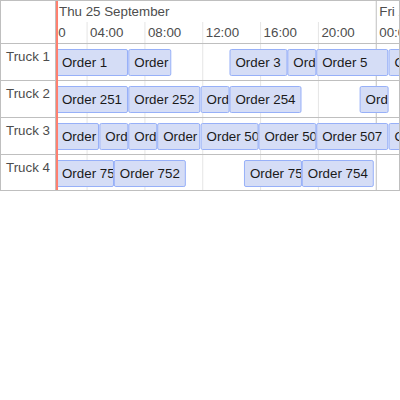 Thu 25 September Fri
0 04:00 08:00 12:00 16:00 20:00 00:
Truck 1 Order 1 Order Order 3 Ord Order 5
Truck 2 Order 251 Order 252 Ord Order 254 Ord
Truck 3 Order Ord Ord Order Order 50 Order 50 Order 507
Truck 4 Order 75 Order 752 Order 75 Order 754